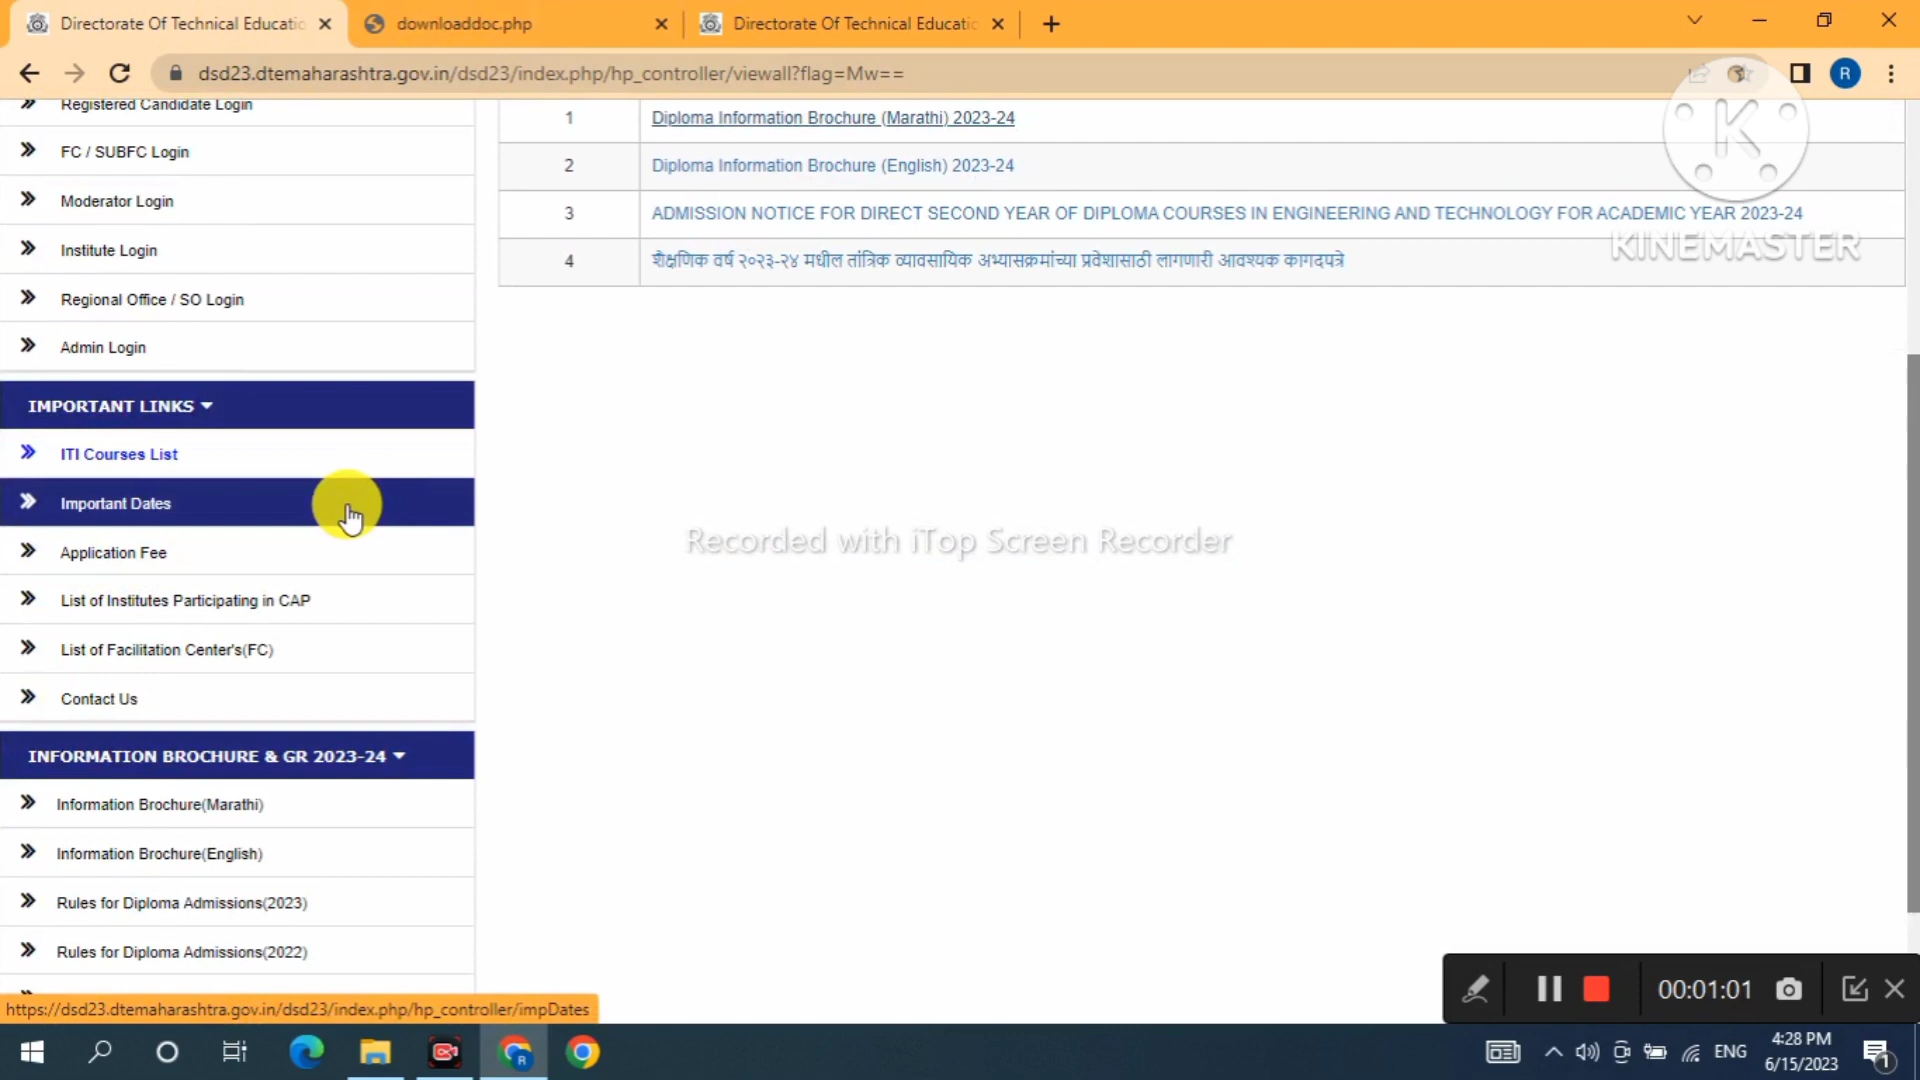 Directorate Of Technical Educatic
downloaddoc.php
Directorate Of Technical Educatic
dsd23.dtemaharashtra.gov.in/dsd23/index.php/hp_controller/viewall?flag=Mw==
R
Registered Candidate Login
FC / SUBFC Login
Moderator Login
Institute Login
Regional Office / SO Login
Admin Login
IMPORTANT LINKS
ITI Courses List
Important Dates
Application Fee
List of Institutes Participating in CAP
List of Facilitation Center's(FC)
Contact Us
INFORMATION BROCHURE & GR 2023-24
Information Brochure(Marathi)
Information Brochure(English)
Rules for Diploma Admissions(2023)
Rules for Diploma Admissions(2022)
https://dsd23.dtemaharashtra.gov.in/dsd23/index.php/hp_controller/impDates
1 Diploma Information Brochure (Marathi) 2023-24
2 Diploma Information Brochure (English) 2023-24
3 ADMISSION NOTICE FOR DIRECT SECOND YEAR OF DIPLOMA COURSES IN ENGINEERING AND TECHNOLOGY FOR ACADEMIC YEAR 2023-24
4 शैक्षणिक वर्ष २०२३-२४ मधील तांत्रिक व्यावसायिक अभ्यासक्रमांच्या प्रवेशासाठी लागणारी आवश्यक कागदपत्रे
K
KINEMASTER
Recorded with iTop Screen Recorder
00:01:01
R
ENG
4:28 PM
6/15/2023
1